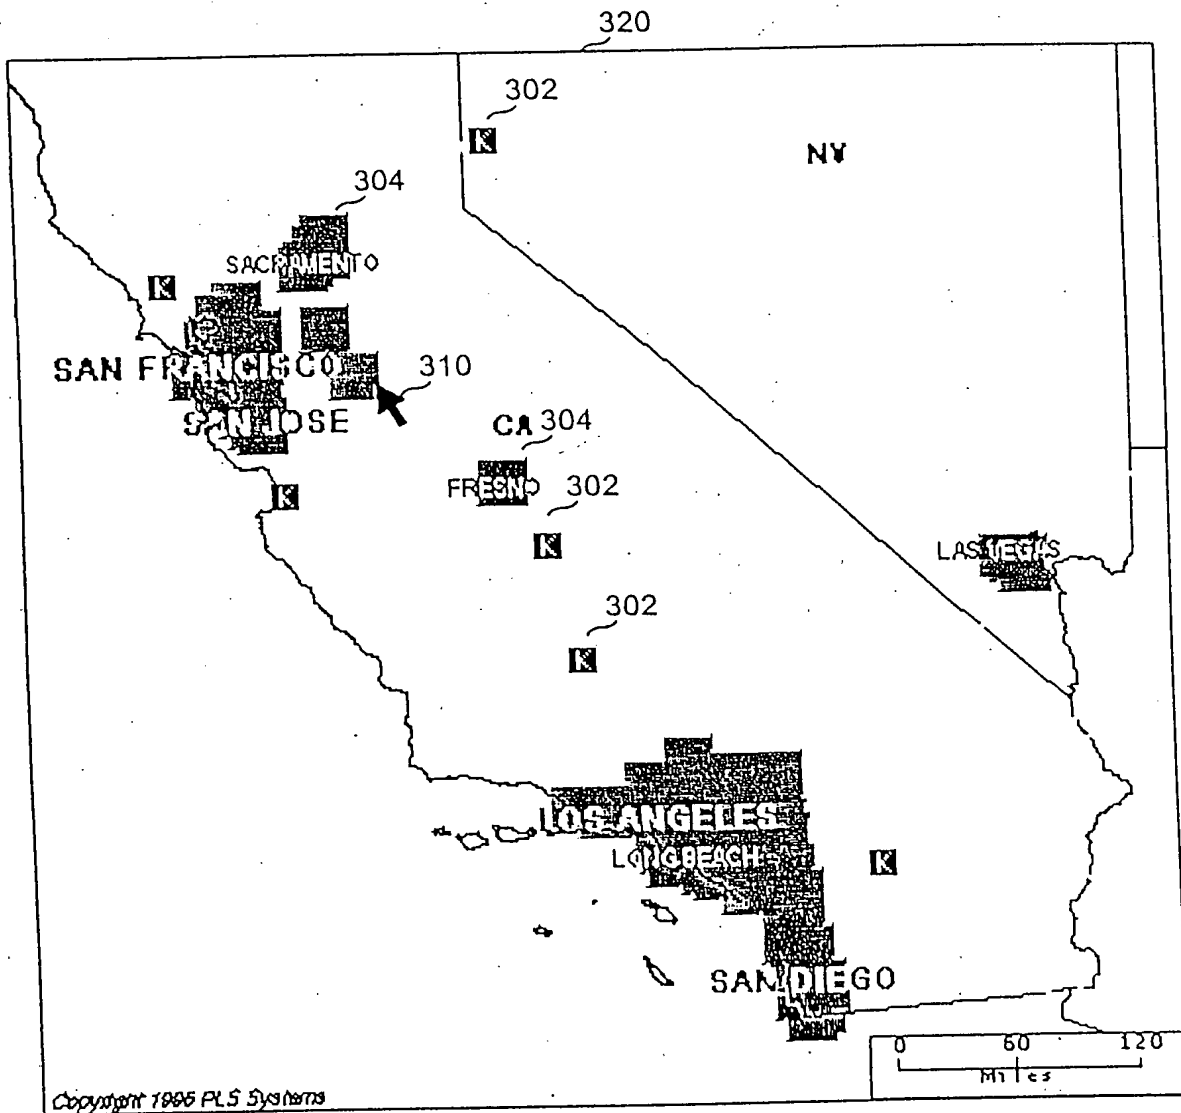 320
302
K
NV
304
SACRAMENTO
K
SAN FRANCISCO
310
SAN JOSE
CA
304
FRESNO
302
K
K
LAS VEGAS
302
K
LOS ANGELES
LONG BEACH
K
SAN DIEGO
0 60 120
Miles
Copyright 1996 PLS Systems